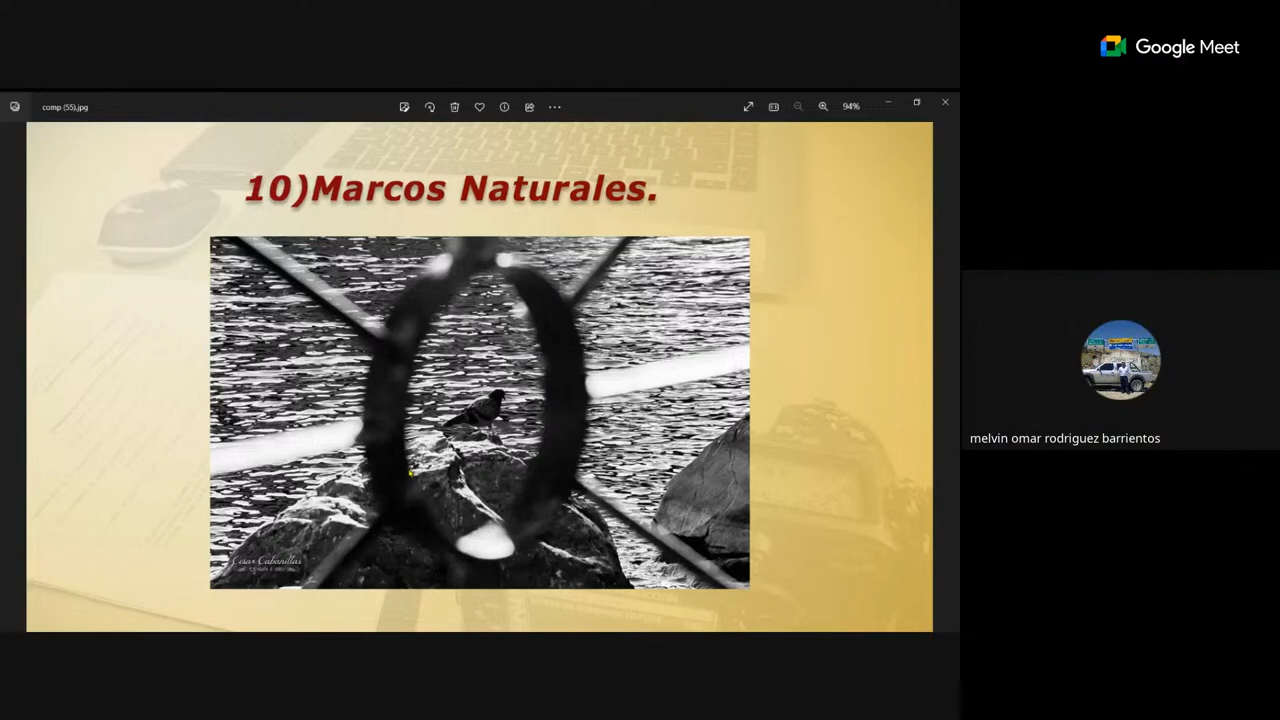 Google Meet
comp (55).jpg
94%
10)Marcos Naturales.
Cesar Cabanillas
melvin omar rodriguez barrientos